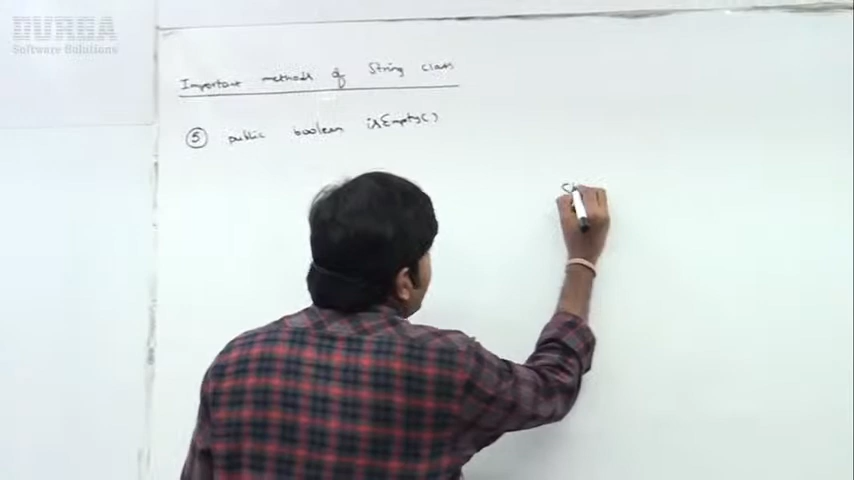 DURGA
Software Solutions
Important methods of String class
⑤ public boolean isEmpty()